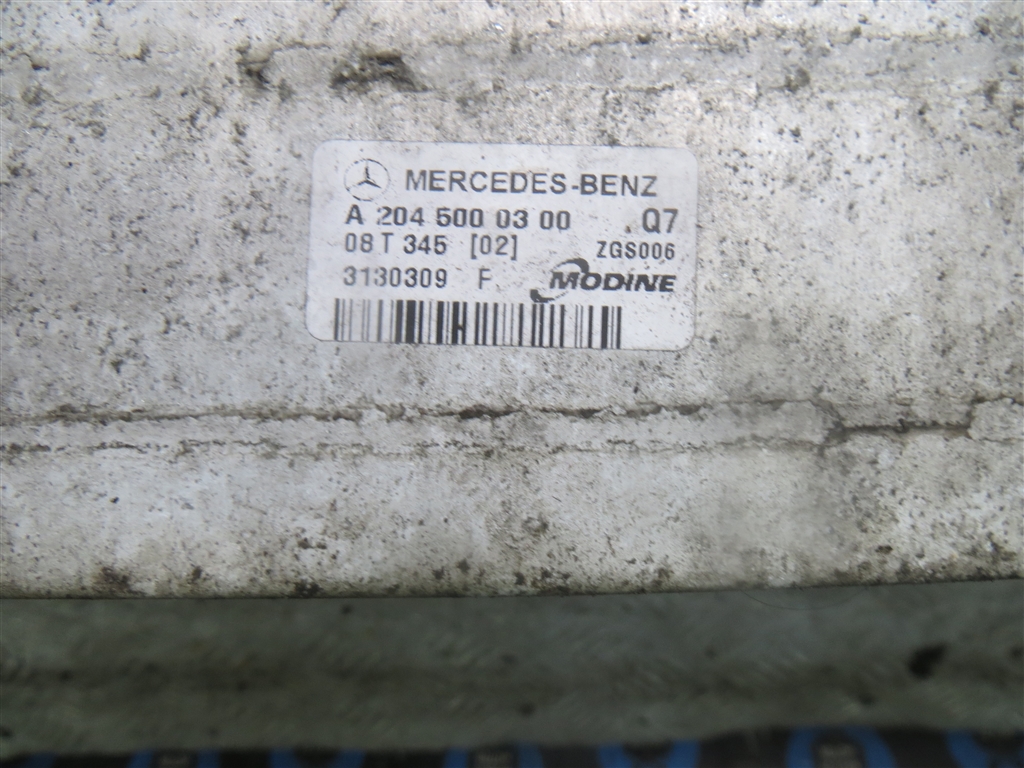 MERCEDES-BENZ
A 204 500 03 00 Q7
08 T 345 [02] ZGS006
3130309 F MODINE